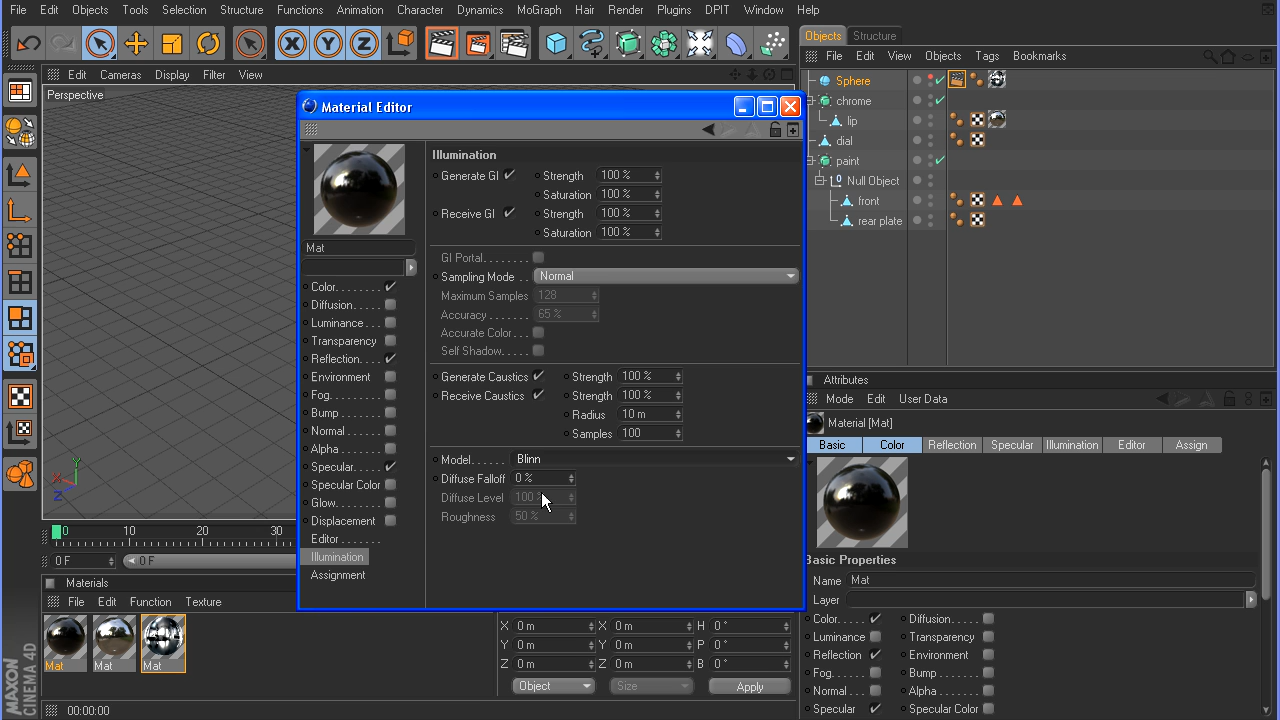 File Edit Objects Tools Selection Structure Functions Animation Character Dynamics MoGraph Hair Render Plugins DPT Window Help
Edit Cameras Display Filter View
Perspective
Material Editor
Mat
Color
Diffusion
Luminance
Transparency
Reflection
Environment
Fog
Bump
Normal
Alpha
Specular
Specular Color
Glow
Displacement
Editor
Illumination
Assignment
Illumination
Generate GI Strength 100 %
Saturation 100 %
Receive GI Strength 100 %
Saturation 100 %
GI Portal
Sampling Mode Normal
Maximum Samples 128
Accuracy 65 %
Accurate Color
Self Shadow
Generate Caustics Strength 100 %
Receive Caustics Strength 100 %
Radius 10 m
Samples 100
Model Blinn
Diffuse Falloff 0 %
Diffuse Level 100 %
Roughness 50 %
Y
X
Z
0 10 20 30
0 F 0 F
Materials
File Edit Function Texture
Mat Mat Mat
X 0 m X 0 m H 0 °
Y 0 m Y 0 m P 0 °
Z 0 m Z 0 m B 0 °
Object Size Apply
00:00:00
MAXON
CINEMA 4D
Objects Structure
File Edit View Objects Tags Bookmarks
Sphere
chrome
lip
dial
paint
Null Object
front
rear plate
Attributes
Mode Edit User Data
Material [Mat]
Basic Color Reflection Specular Illumination Editor Assign
Basic Properties
Name Mat
Layer
Color Diffusion
Luminance Transparency
Reflection Environment
Fog Bump
Normal Alpha
Specular Specular Color